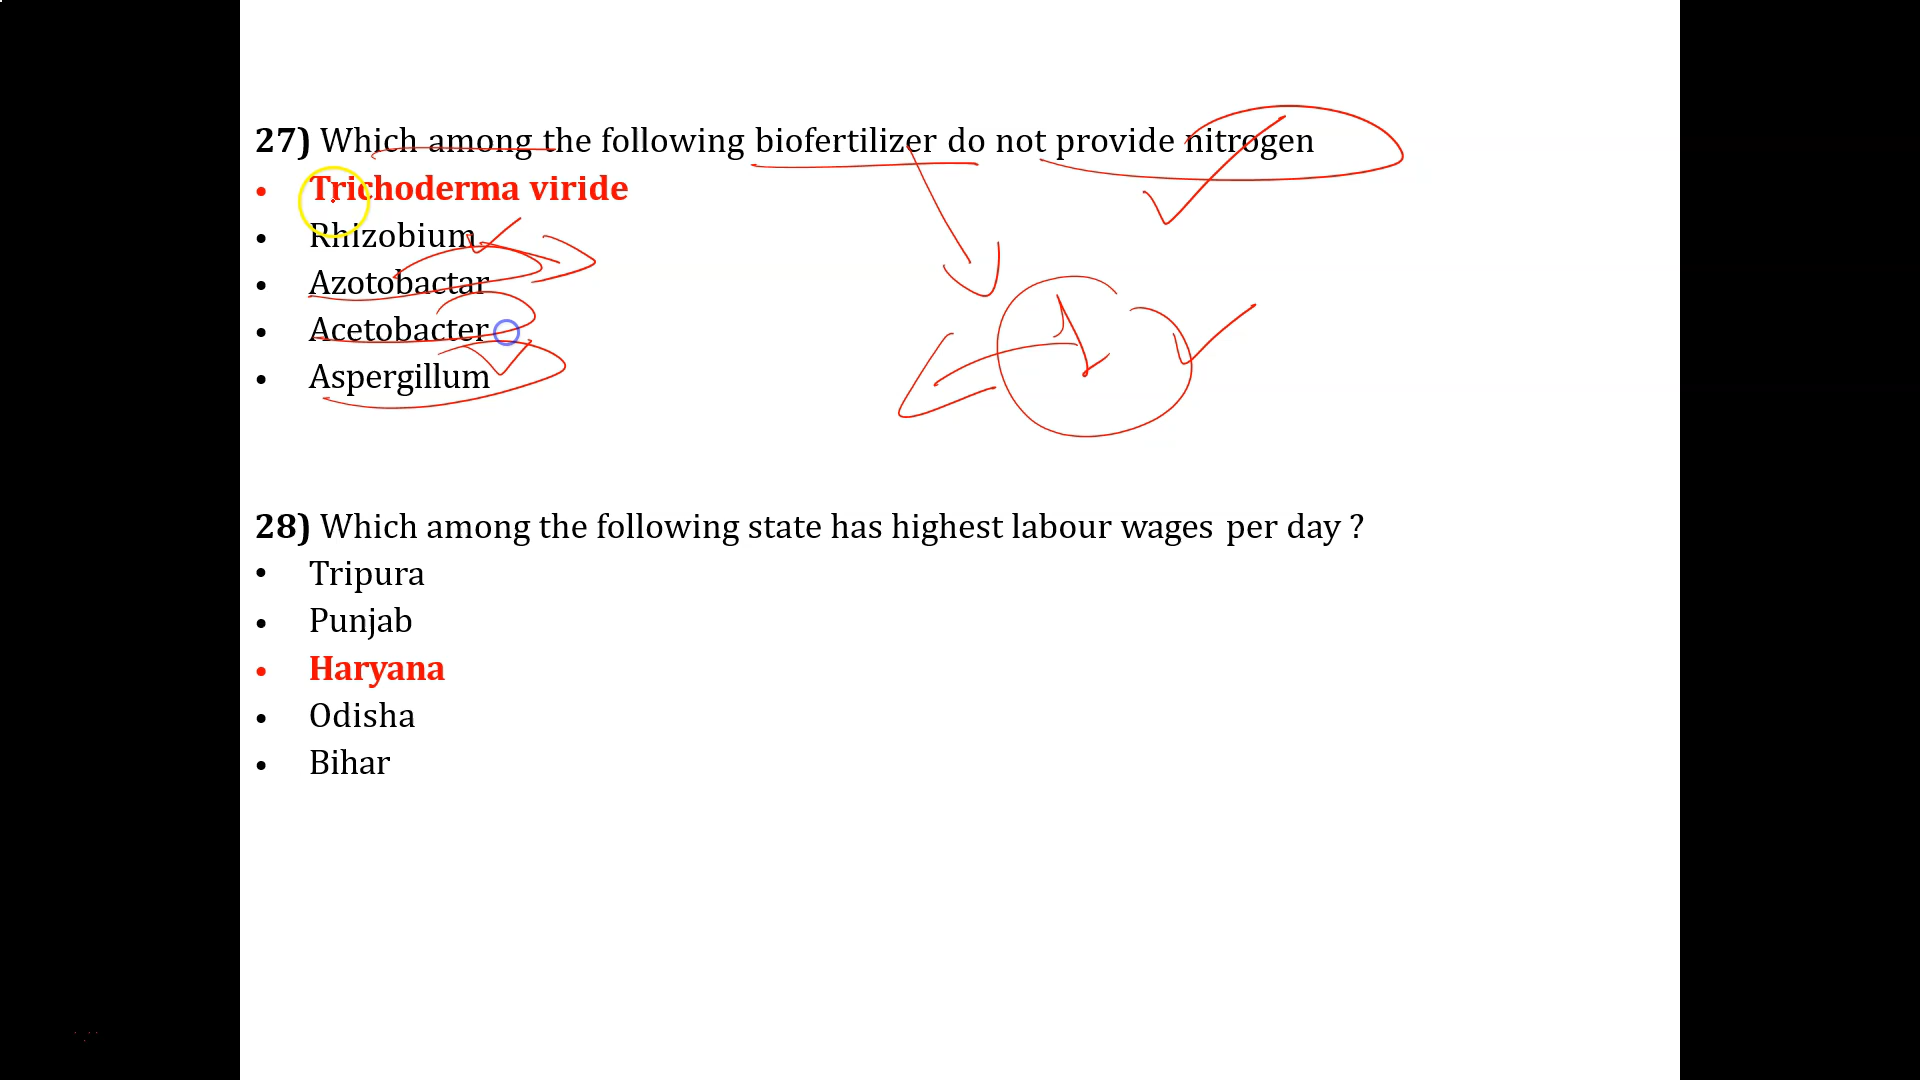 27) Which among the following biofertilizer do not provide nitrogen
• Trichoderma viride
• Rhizobium
• Azotobactar
• Acetobacter
• Aspergillum
28) Which among the following state has highest labour wages per day ?
• Tripura
• Punjab
• Haryana
• Odisha
• Bihar